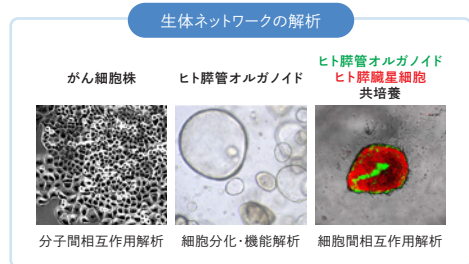 生体ネットワークの解析
がん細胞株
ヒト膵管オルガノイド
ヒト膵管オルガノイド
ヒト膵臓星細胞
共培養
分子間相互作用解析
細胞分化・機能解析
細胞間相互作用解析